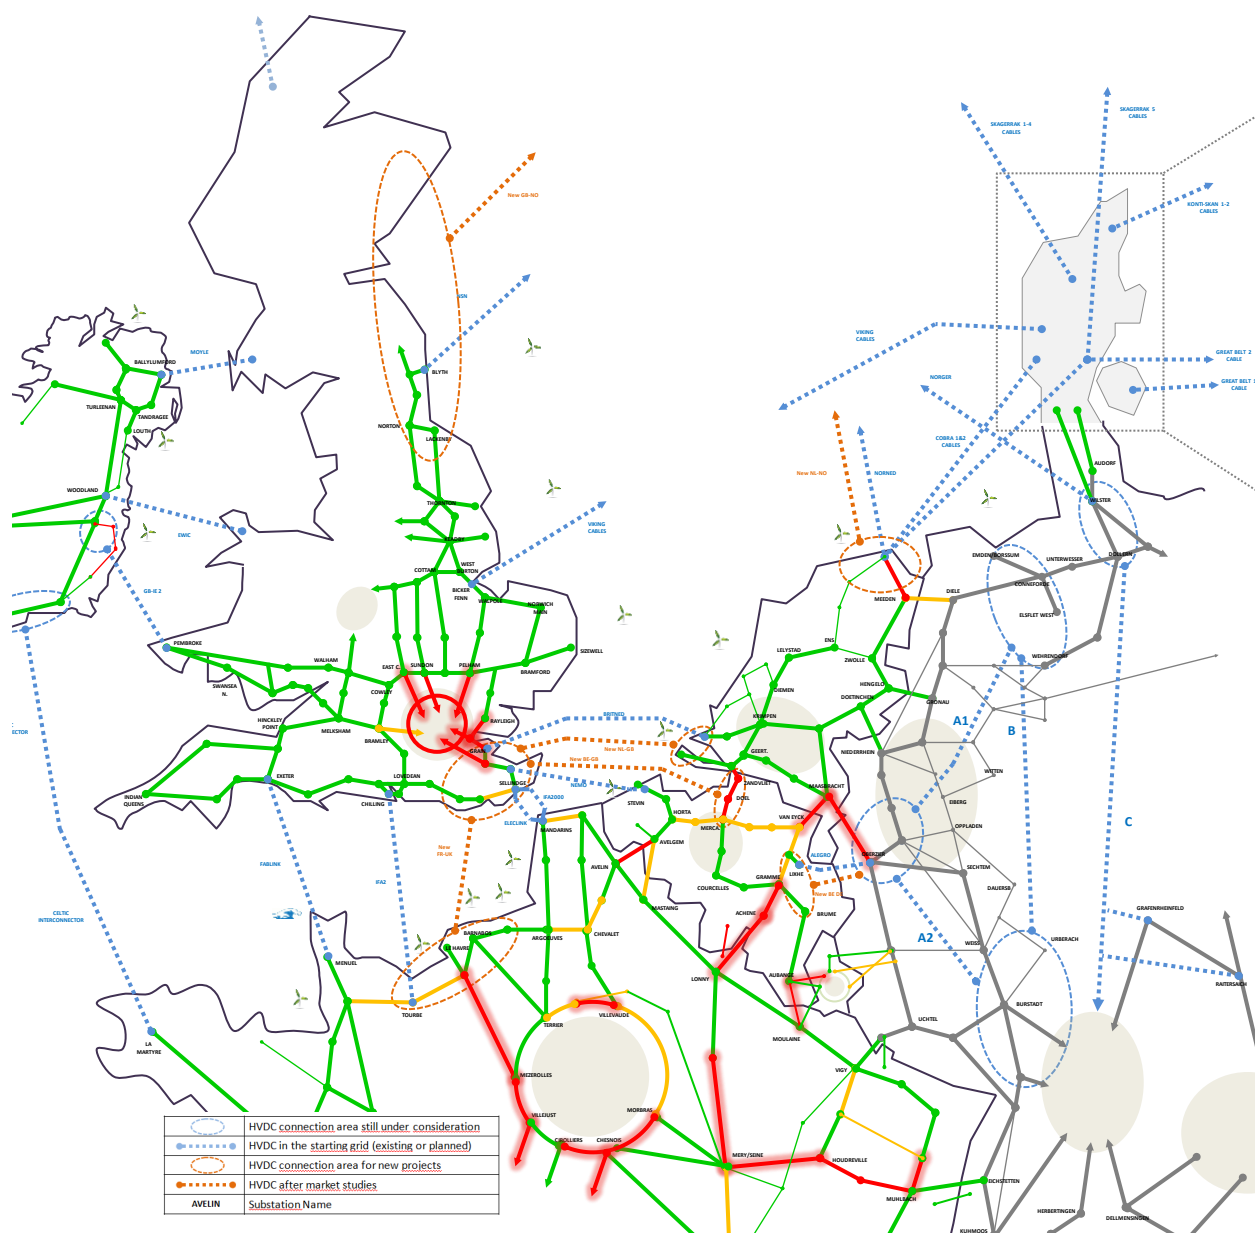 SKAGERRAK 5
CABLES
SKAGERRAK 1-4
CABLES
New GB-NO
KONTI-SKAN 1-2
CABLES
NSN
VIKING
CABLES
MOYLE
BALLYLUMFORD
GREAT BELT 2
CABLE
BLYTH
NORGER
GREAT BELT 1
CABLE
TURLEENAN
TANDRAGEE
LOUTH
NORTON
LACKENBY
COBRA 1&2
CABLES
AUDORF
New NL-NO
NORNED
WOODLAND
THORNTON
WILSTER
VIKING
CABLES
EWIC
KEADBY
EMDEN/BORSSUM
DOLLERN
UNTERWESER
COTTAM
WEST
BURTON
CONNEFORDE
GB-IE 2
BICKER
FENN
WALPOLE
NORWICH
MAIN
MEEDEN
DIELE
ELSFLET WEST
PEMBROKE
ENS
LELYSTAD
SIZEWELL
ZWOLLE
WEHRENDORF
WALHAM
EAST C.
SUNDON
PELHAM
BRAMFORD
SWANSEA
N.
COWLEY
DIEMEN
HENGELO
DOETINCHEM
GRONAU
HINCKLEY
POINT
MELKSHAM
RAYLEIGH
BRITNED
KRIMPEN
A1
B
ECTOR
BRAMLEY
GRAIN
New NL-GB
GEERT.
NIEDERRHEIN
New BE-GB
WITTEN
EXETER
LOVEDEAN
SELLINDGE
NEMO
ZANDVLIET
MAASBRACHT
INDIAN
QUEENS
CHILLING
IFA2000
STEVIN
DOEL
EIBERG
HORTA
VAN EYCK
ELECLINK
MANDARINS
MERCA.
OPPLADEN
C
AVELGEM
New
FR-UK
FABLINK
AVELIN
ALEGRO
OBERZIER
SECHTEM
IFA2
COURCELLES
GRAMME
LIXHE
DAUERSB
New BE D
MASTAING
CELTIC
INTERCONNECTOR
ACHENE
BRUME
GRAFENRHEINFELD
BARNABOS
ARGOEUVES
CHEVALET
A2
WEISS
URBERACH
LE HAVRE
MENUEL
LONNY
AUBANGE
RAITERSAICH
TOURBE
BURSTADT
TERRIER
VILLEVAUDE
UCHTEL
LA
MARTYRE
MOULAINE
MEZEROLLES
VIGY
VILLEJUST
MORBRAS
CIROLLIERS
CHESNOIS
MERY/SEINE
HOUDREVILLE
EICHSTETTEN
MUHLBACH
HERBERTINGEN
DELLMENSINGEN
KUHMOOS
HVDC connection area still under consideration
HVDC in the starting grid (existing or planned)
HVDC connection area for new projects
HVDC after market studies
AVELIN Substation Name